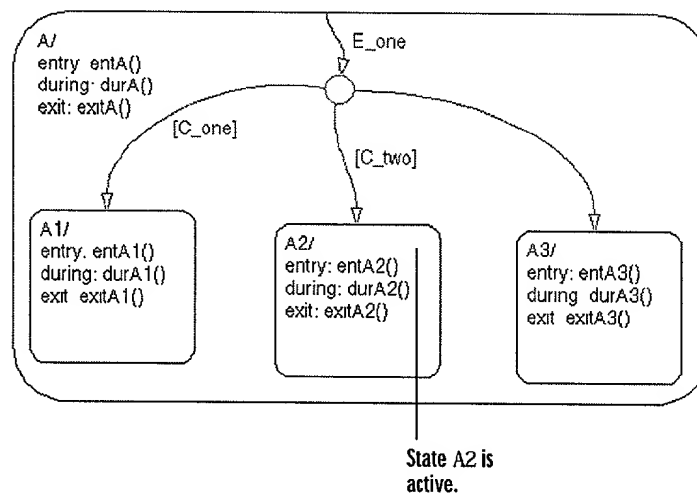 A/
entry entA()
during: durA()
exit: exitA()
E_one
[C_one]
[C_two]
A1/
entry. entA1()
during: durA1()
exit exitA1()
A2/
entry: entA2()
during: durA2()
exit: exitA2()
A3/
entry: entA3()
during durA3()
exit exitA3()
State A2 is
active.